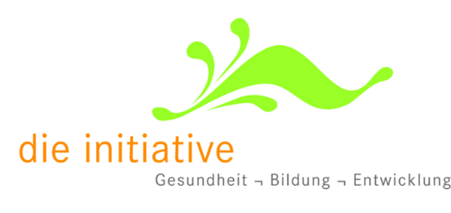 die initiative
Gesundheit ¬ Bildung ¬ Entwicklung